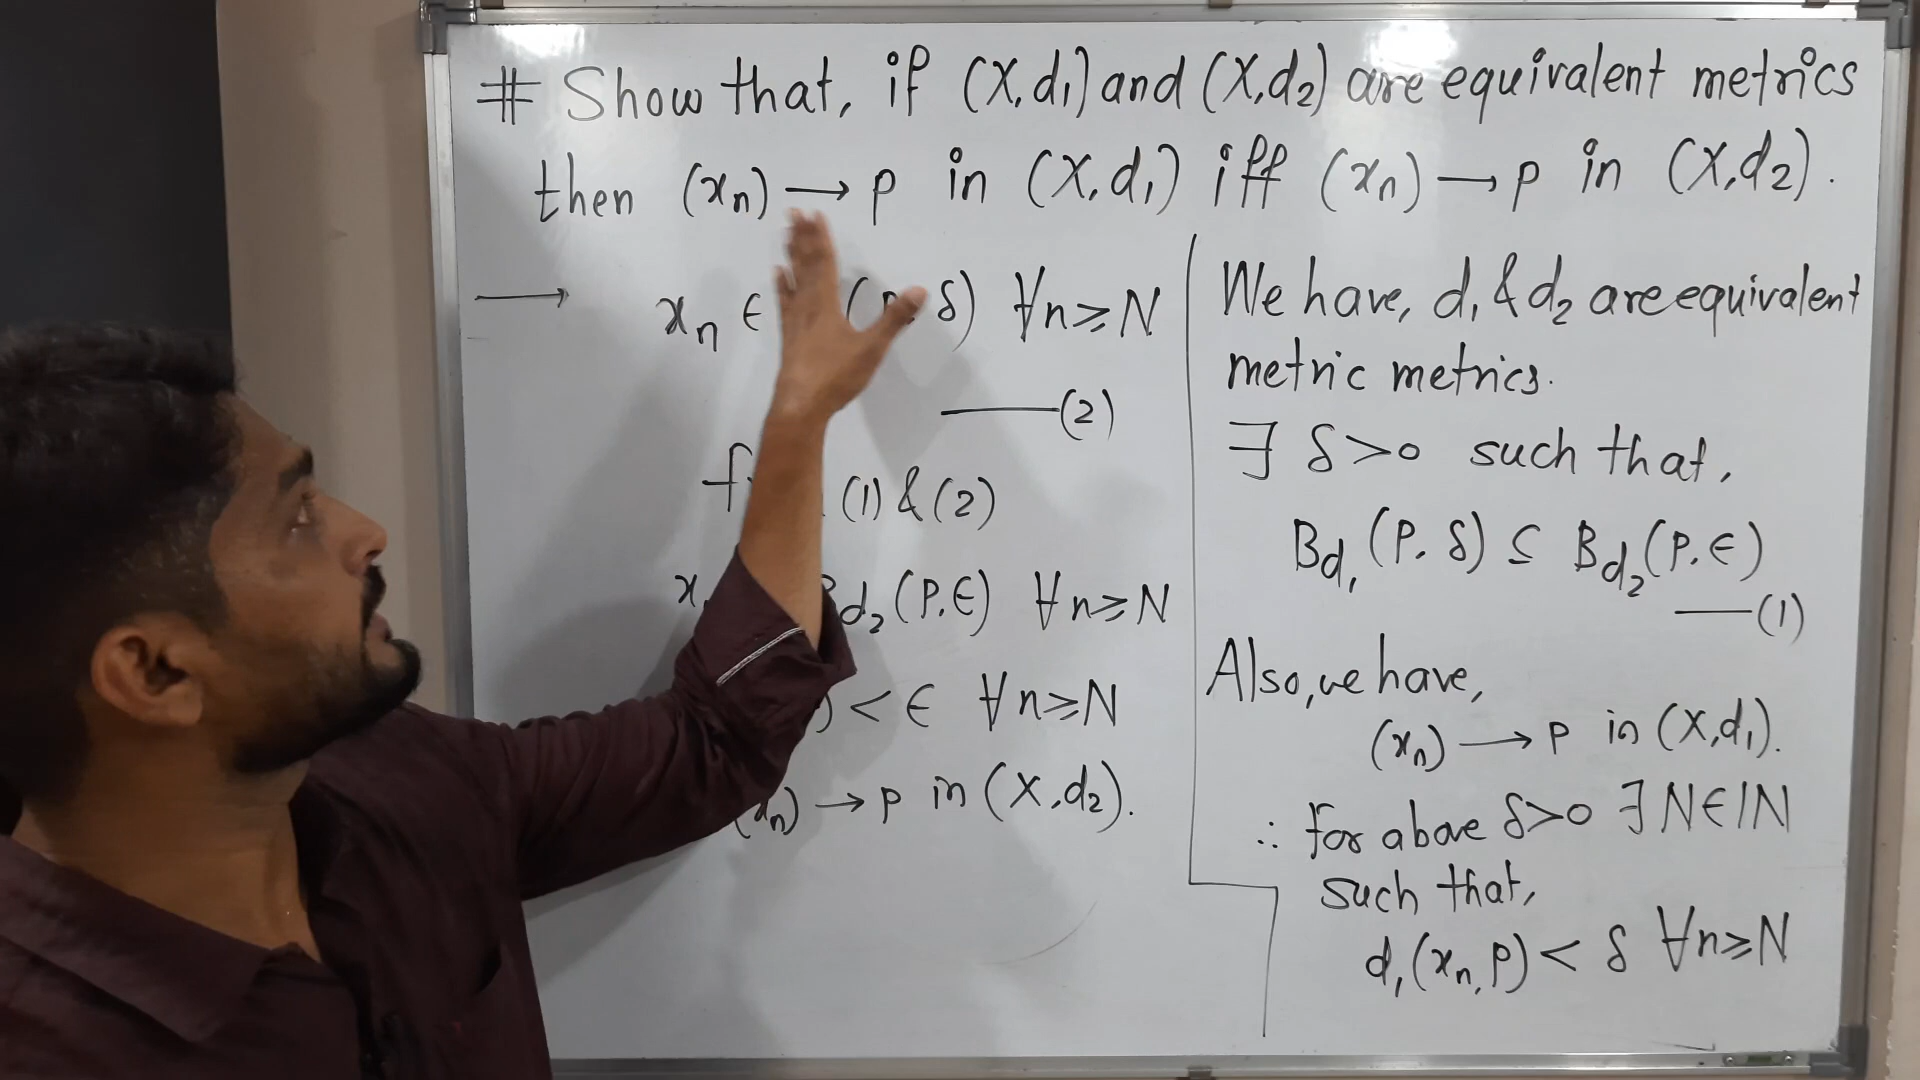 # Show that, if (X,d₁) and (X,d₂) are equivalent metrics
then (xₙ) → p in (X,d₁) iff (xₙ) → p in (X,d₂).
→ xₙ ∈ δ) ∀n≥N
—(2)
(1) & (2)
d₂(P,ϵ) ∀n≥N
) < ϵ ∀n≥N
(xₙ) → p in (X,d₂).
We have, d₁ & d₂ are equivalent
metric metrics.
∃ δ>0 such that,
Bd₁(P,δ) ⊆ Bd₂(P,ϵ)
—(1)
Also, we have,
(xₙ) → p in (X,d₁).
∴ for above δ>0 ∃ N∈ℕ
such that,
d₁(xₙ,p) < δ ∀n≥N